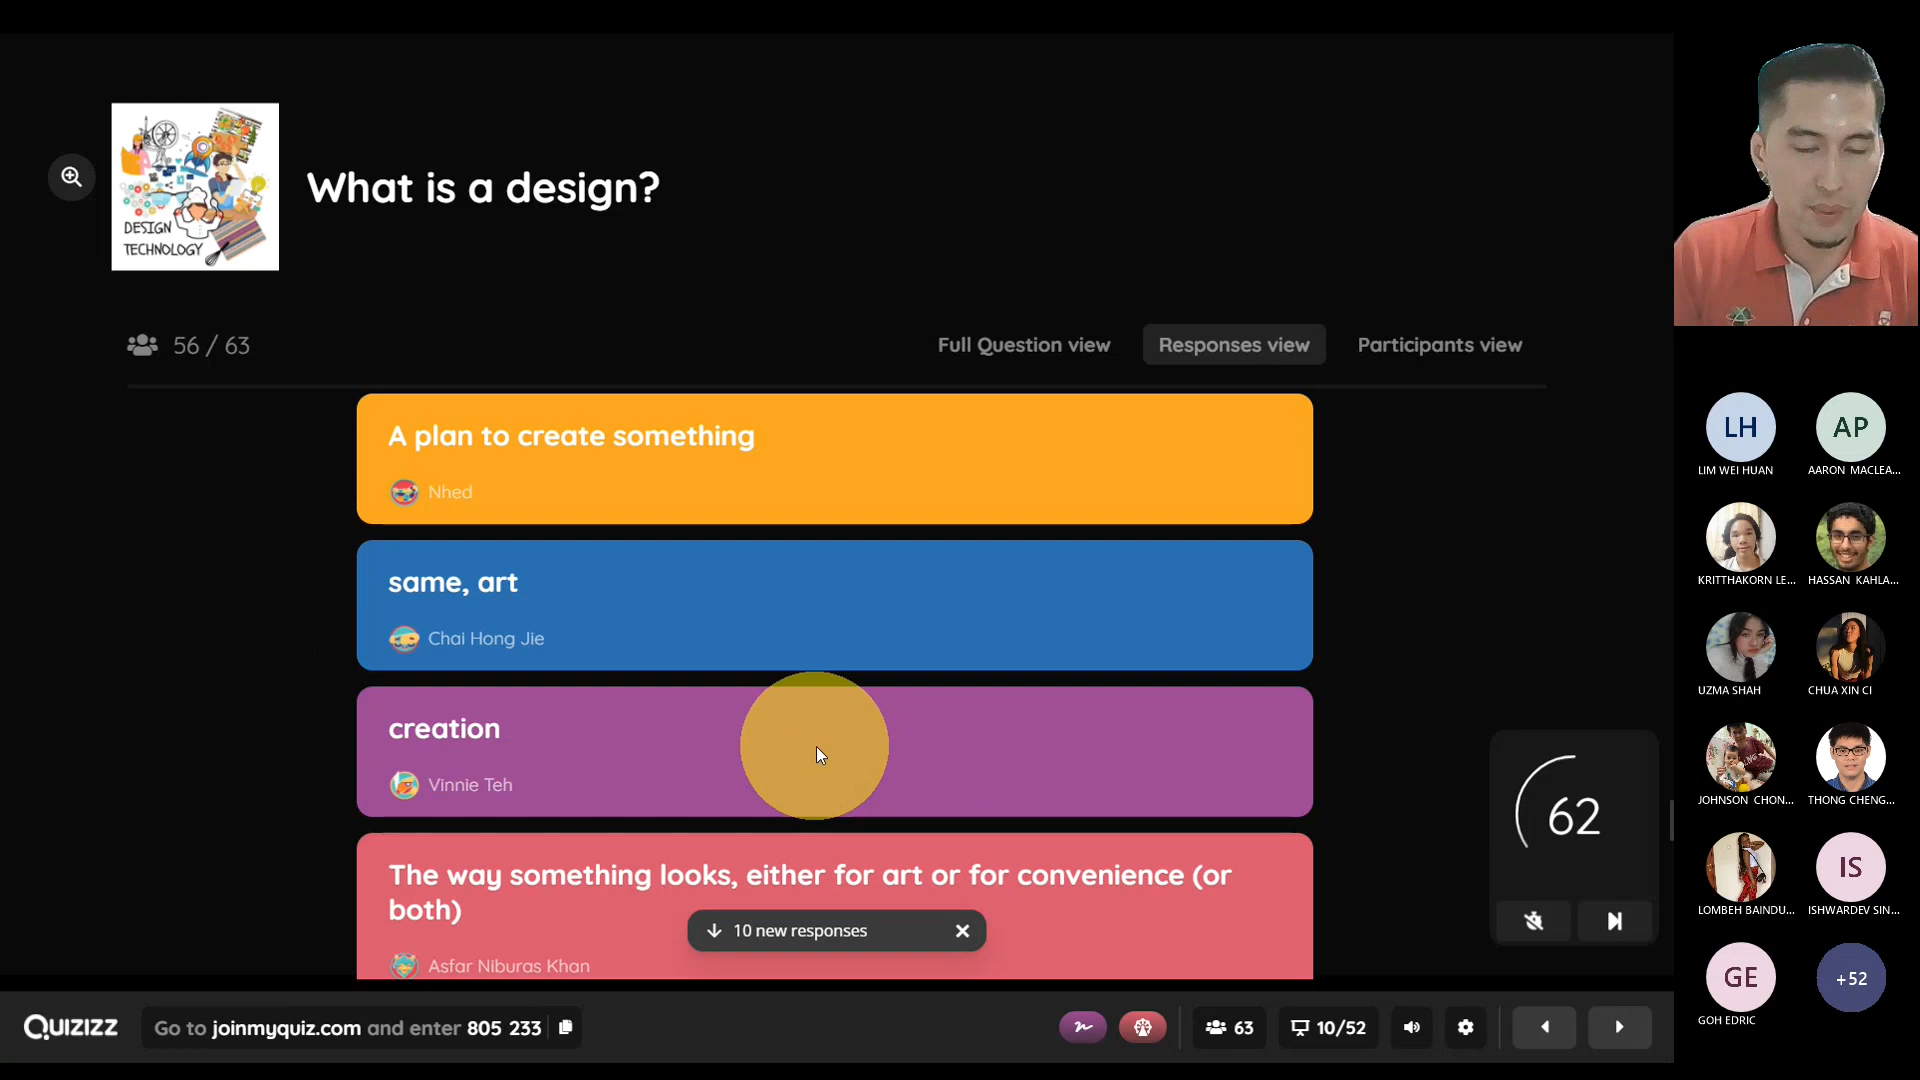 DESIGN
TECHNOLOGY
What is a design?
56 / 63
Full Question view
Responses view
Participants view
A plan to create something
Nhed
same, art
Chai Hong Jie
creation
Vinnie Teh
The way something looks, either for art or for convenience (or
both)
Asfar Niburas Khan
10 new responses
62
LH
LIM WEI HUAN
AP
AARON MACLEA...
KRITTHAKORN LE...
HASSAN KAHLA...
UZMA SHAH
CHUA XIN CI
JOHNSON CHON...
THONG CHENG...
LOMBEH BAINDU...
IS
ISHWARDEV SIN...
GE
GOH EDRIC
+52
QUIZIZZ
Go to joinmyquiz.com and enter 805 233
63
10/52